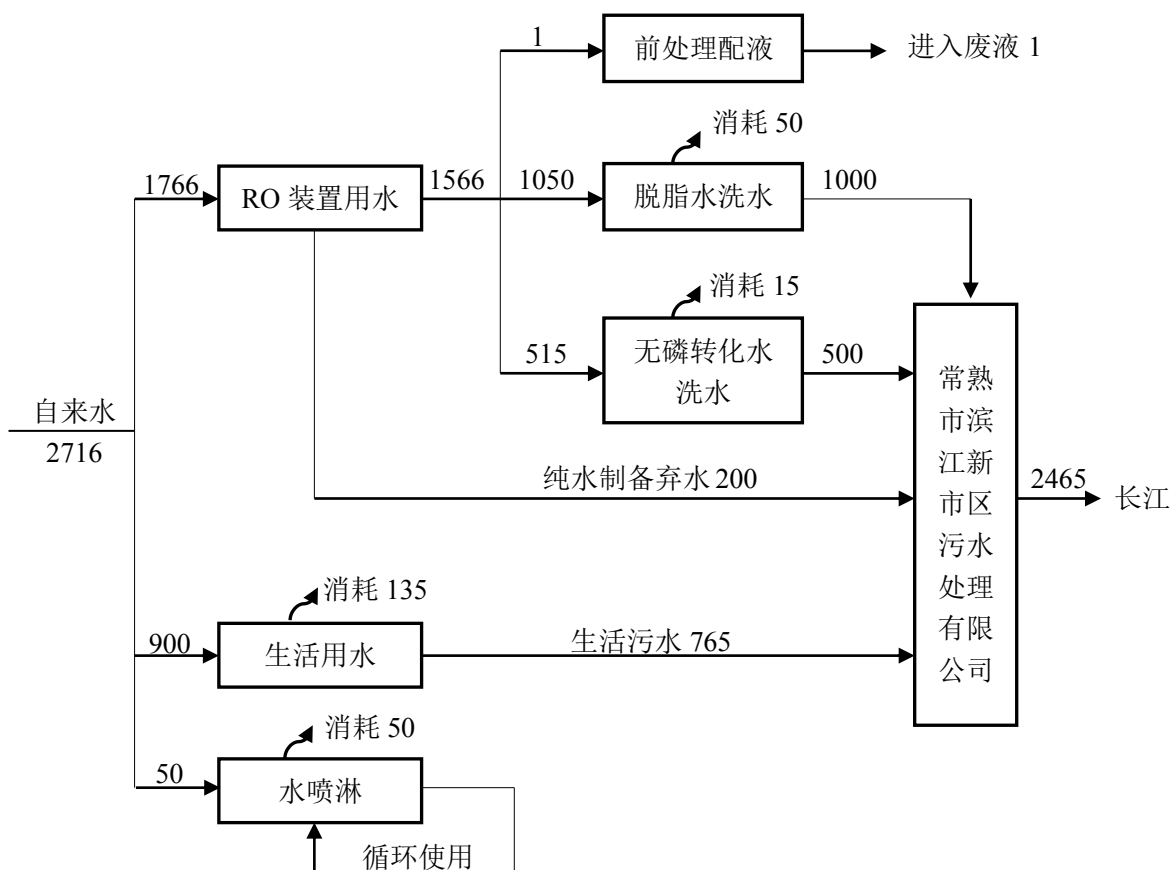 1
前处理配液
进入废液 1
消耗 50
1766
RO 装置用水
1566
1050
脱脂水洗水
1000
消耗 15
515
无磷转化水
洗水
500
自来水
2716
纯水制备弃水 200
常熟
市滨
江新
市区
污水
处理
有限
公司
2465
长江
消耗 135
900
生活用水
生活污水 765
消耗 50
50
水喷淋
循环使用